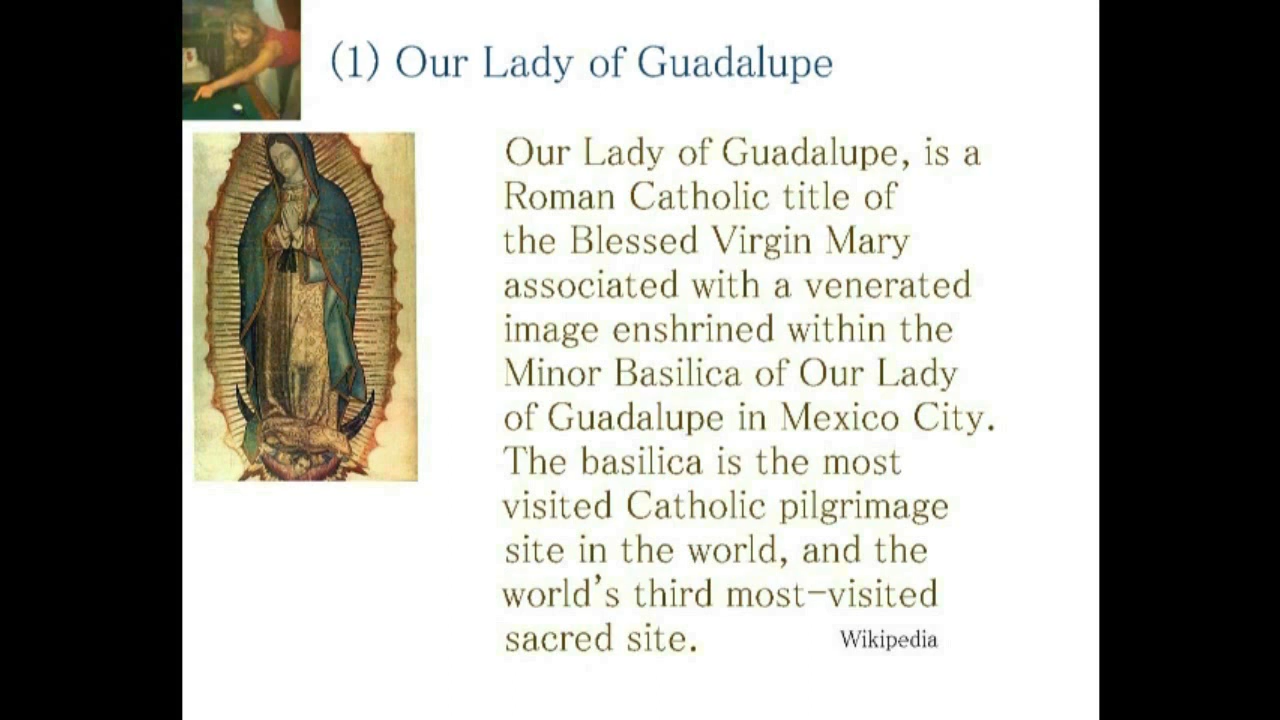 (1) Our Lady of Guadalupe
Our Lady of Guadalupe, is a
Roman Catholic title of
the Blessed Virgin Mary
associated with a venerated
image enshrined within the
Minor Basilica of Our Lady
of Guadalupe in Mexico City.
The basilica is the most
visited Catholic pilgrimage
site in the world, and the
world's third most-visited
sacred site.
Wikipedia